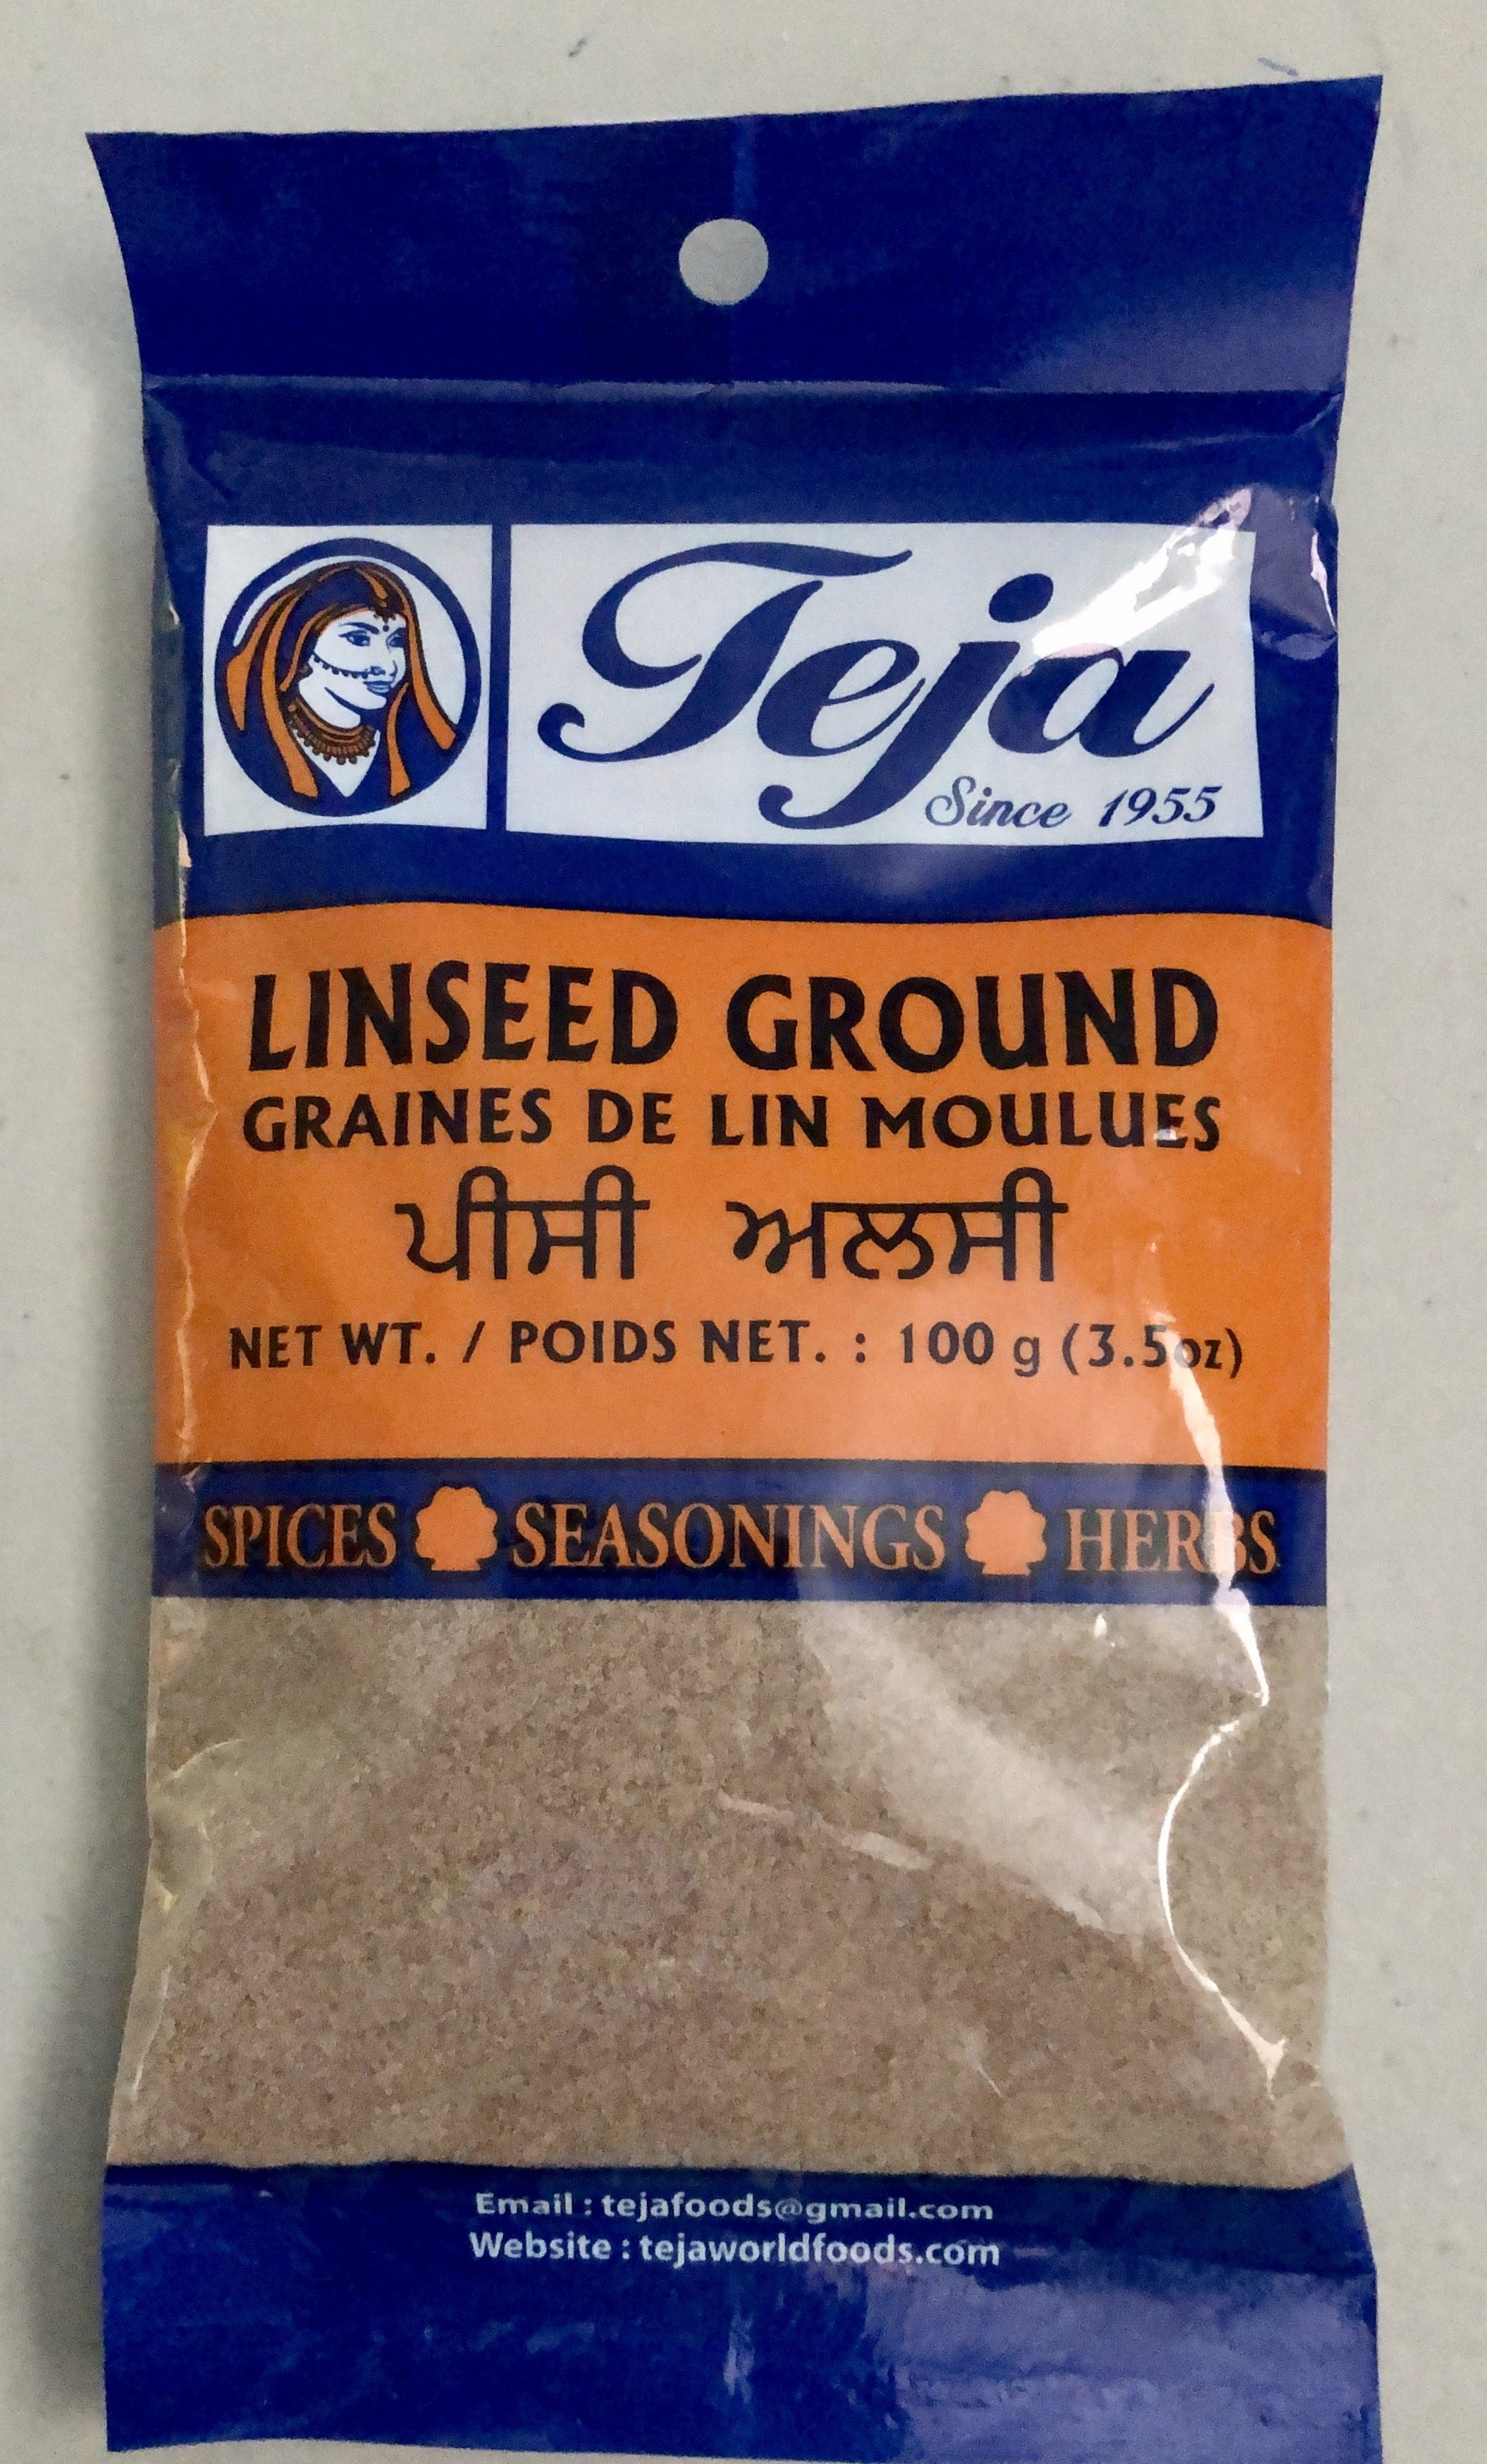 Teja
Since 1955
LINSEED GROUND
GRAINES DE LIN MOULUES
ਪੀਸੀ ਅਲਸੀ
NET WT. / POIDS NET. : 100 g (3.5oz)
SPICES SEASONINGS HERBS
Email : tejafoods@gmail.com
Website : tejaworldfoods.com